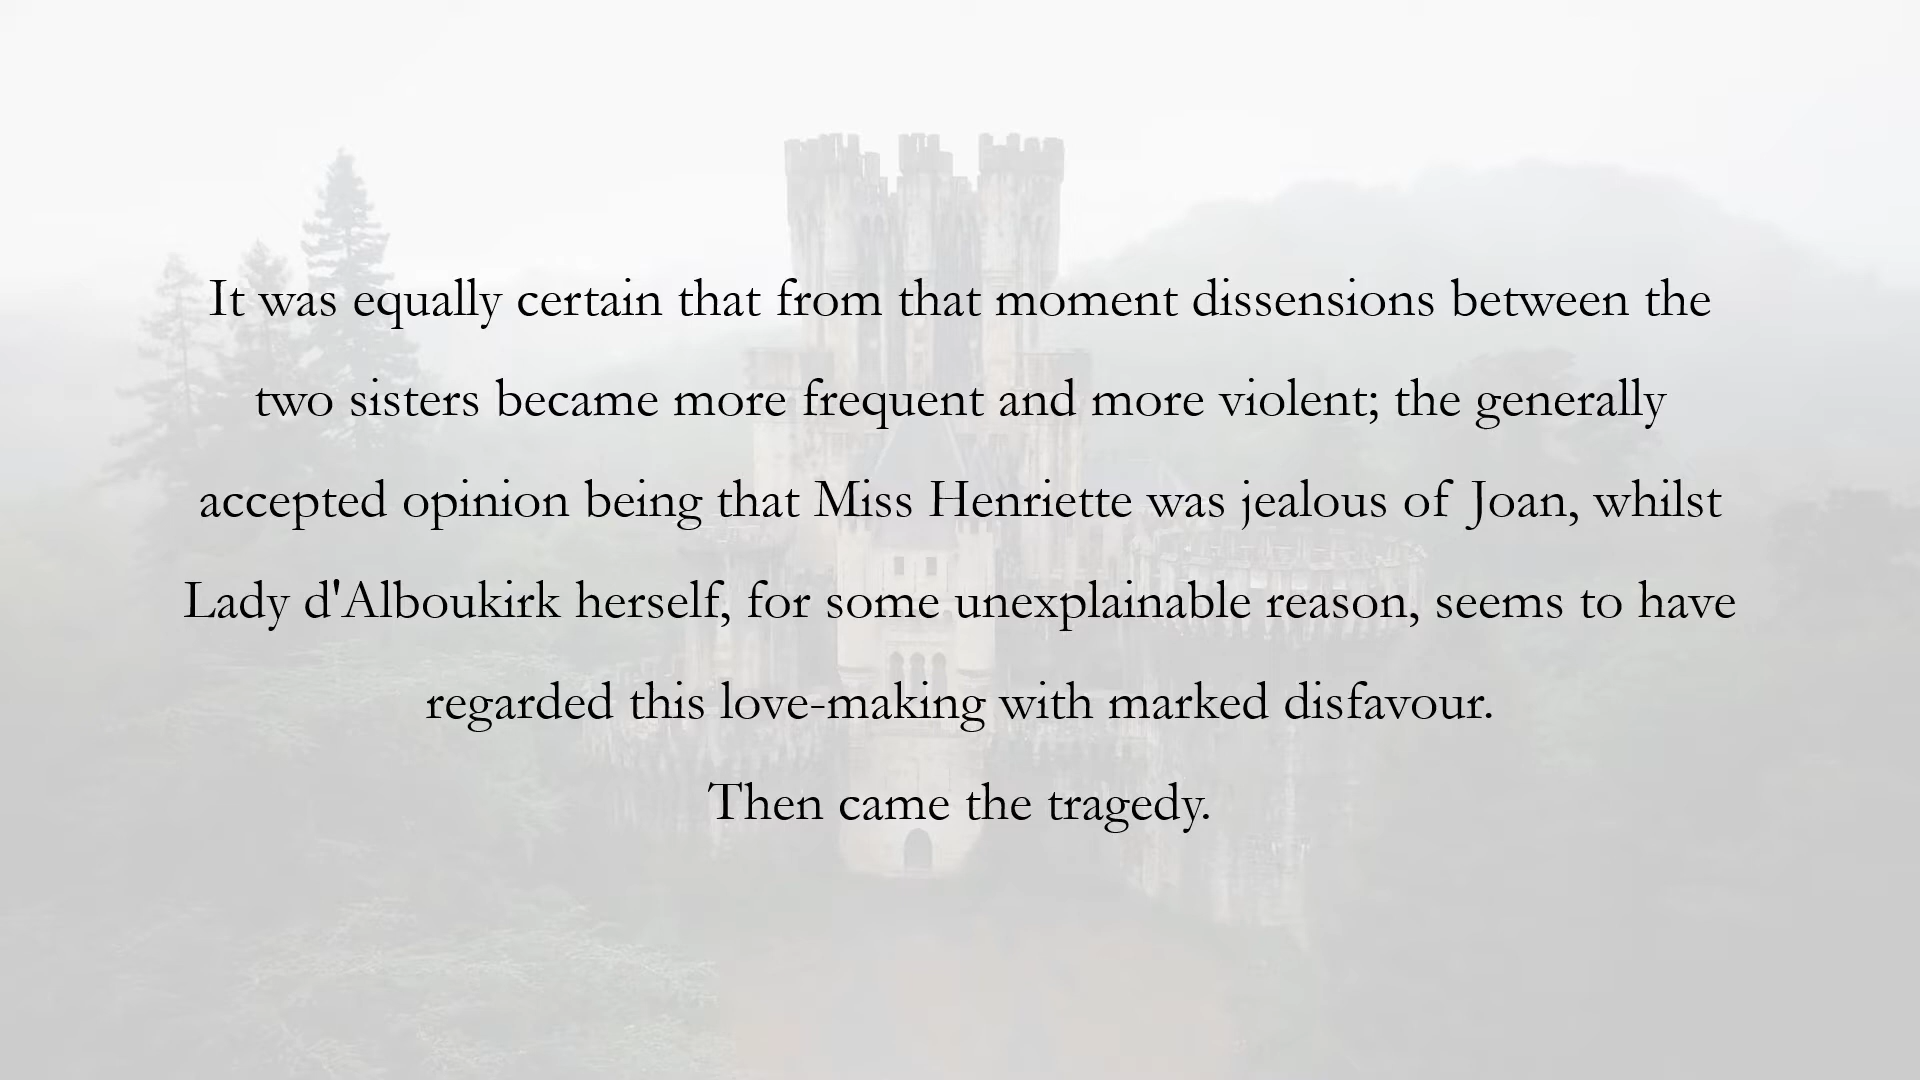 It was equally certain that from that moment dissensions between the
two sisters became more frequent and more violent; the generally
accepted opinion being that Miss Henriette was jealous of Joan, whilst
Lady d'Alboukirk herself, for some unexplainable reason, seems to have
regarded this love-making with marked disfavour.
Then came the tragedy.